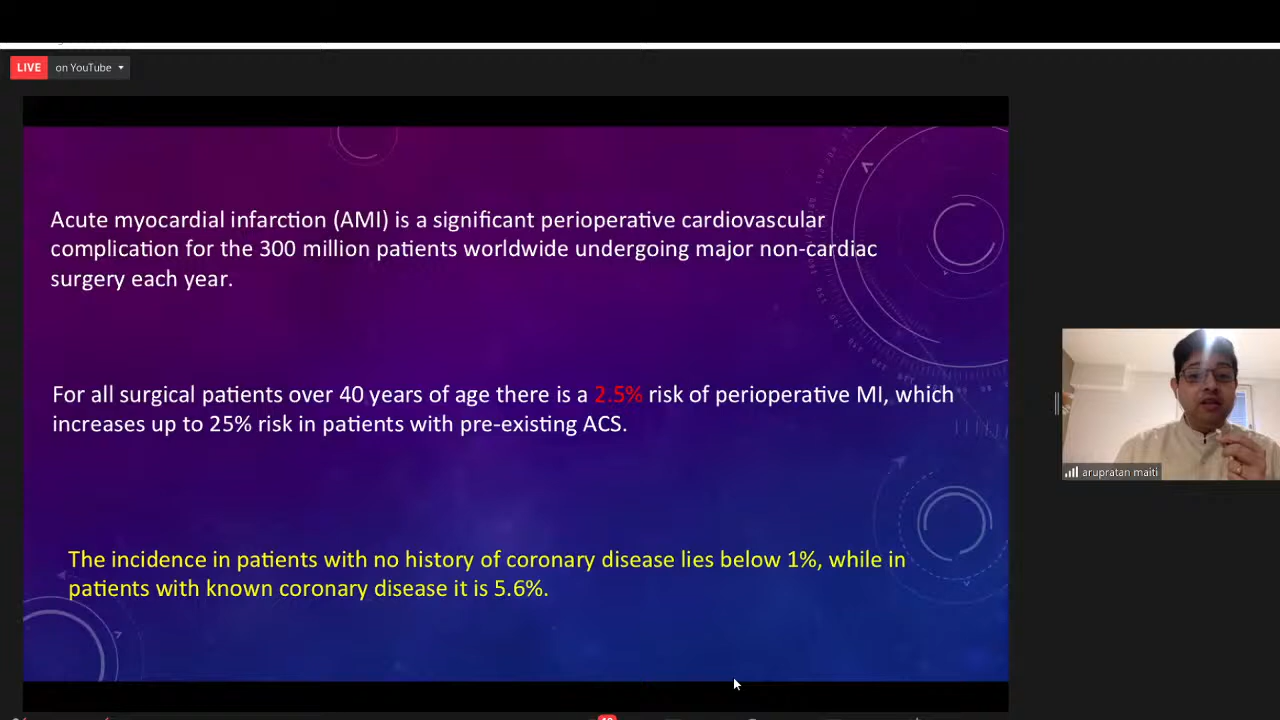 LIVE on YouTube
Acute myocardial infarction (AMI) is a significant perioperative cardiovascular
complication for the 300 million patients worldwide undergoing major non-cardiac
surgery each year.
For all surgical patients over 40 years of age there is a 2.5% risk of perioperative MI, which
increases up to 25% risk in patients with pre-existing ACS.
The incidence in patients with no history of coronary disease lies below 1%, while in
patients with known coronary disease it is 5.6%.
arupratan maiti